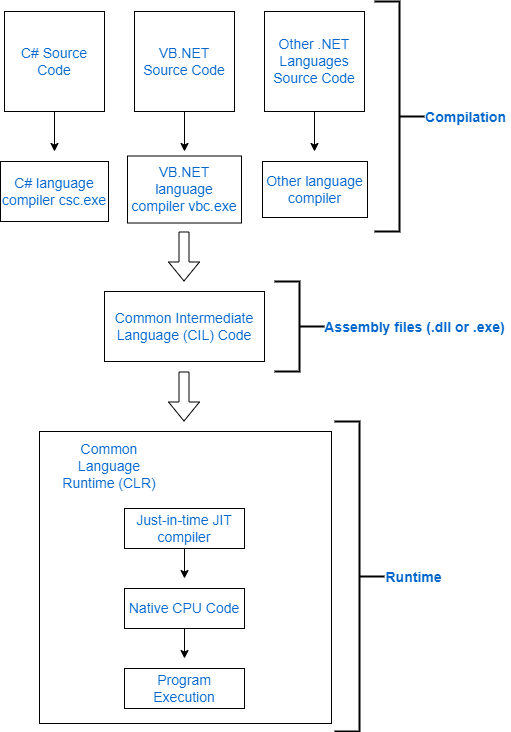 C# Source
Code
VB.NET
Source Code
Other .NET
Languages
Source Code
Compilation
C# language
compiler csc.exe
VB.NET
language
compiler vbc.exe
Other language
compiler
Common Intermediate
Language (CIL) Code
Assembly files (.dll or .exe)
Common
Language
Runtime (CLR)
Just-in-time JIT
compiler
Runtime
Native CPU Code
Program
Execution